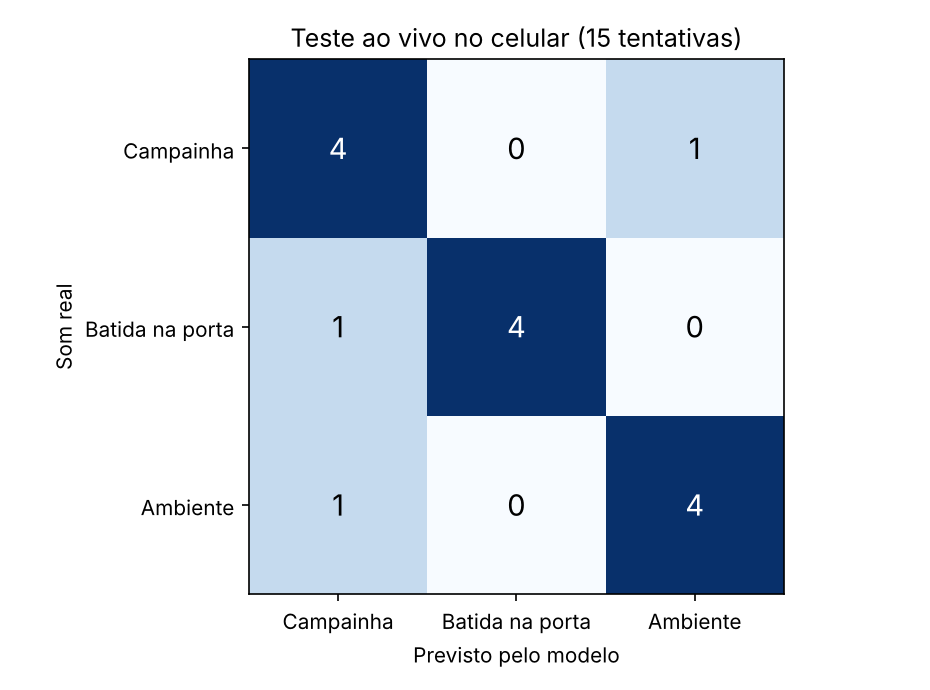 Teste ao vivo no celular (15 tentativas)
Campainha
4
0
1
Som real
Batida na porta
1
4
0
Ambiente
1
0
4
Campainha
Batida na porta
Ambiente
Previsto pelo modelo